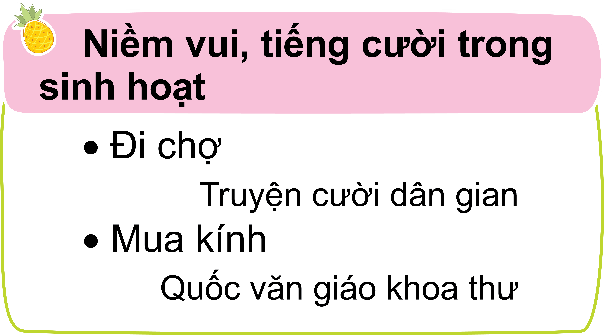 Niềm vui, tiếng cười trong
sinh hoạt
• Đi chợ
Truyện cười dân gian
• Mua kính
Quốc văn giáo khoa thư